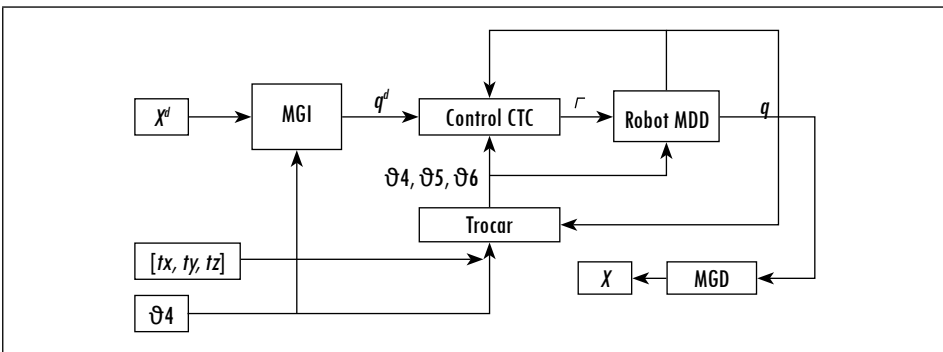 X^d
MGI
q^d
Control CTC
Γ
Robot MDD
q
ϑ4, ϑ5, ϑ6
Trocar
[tx, ty, tz]
X
MGD
ϑ4